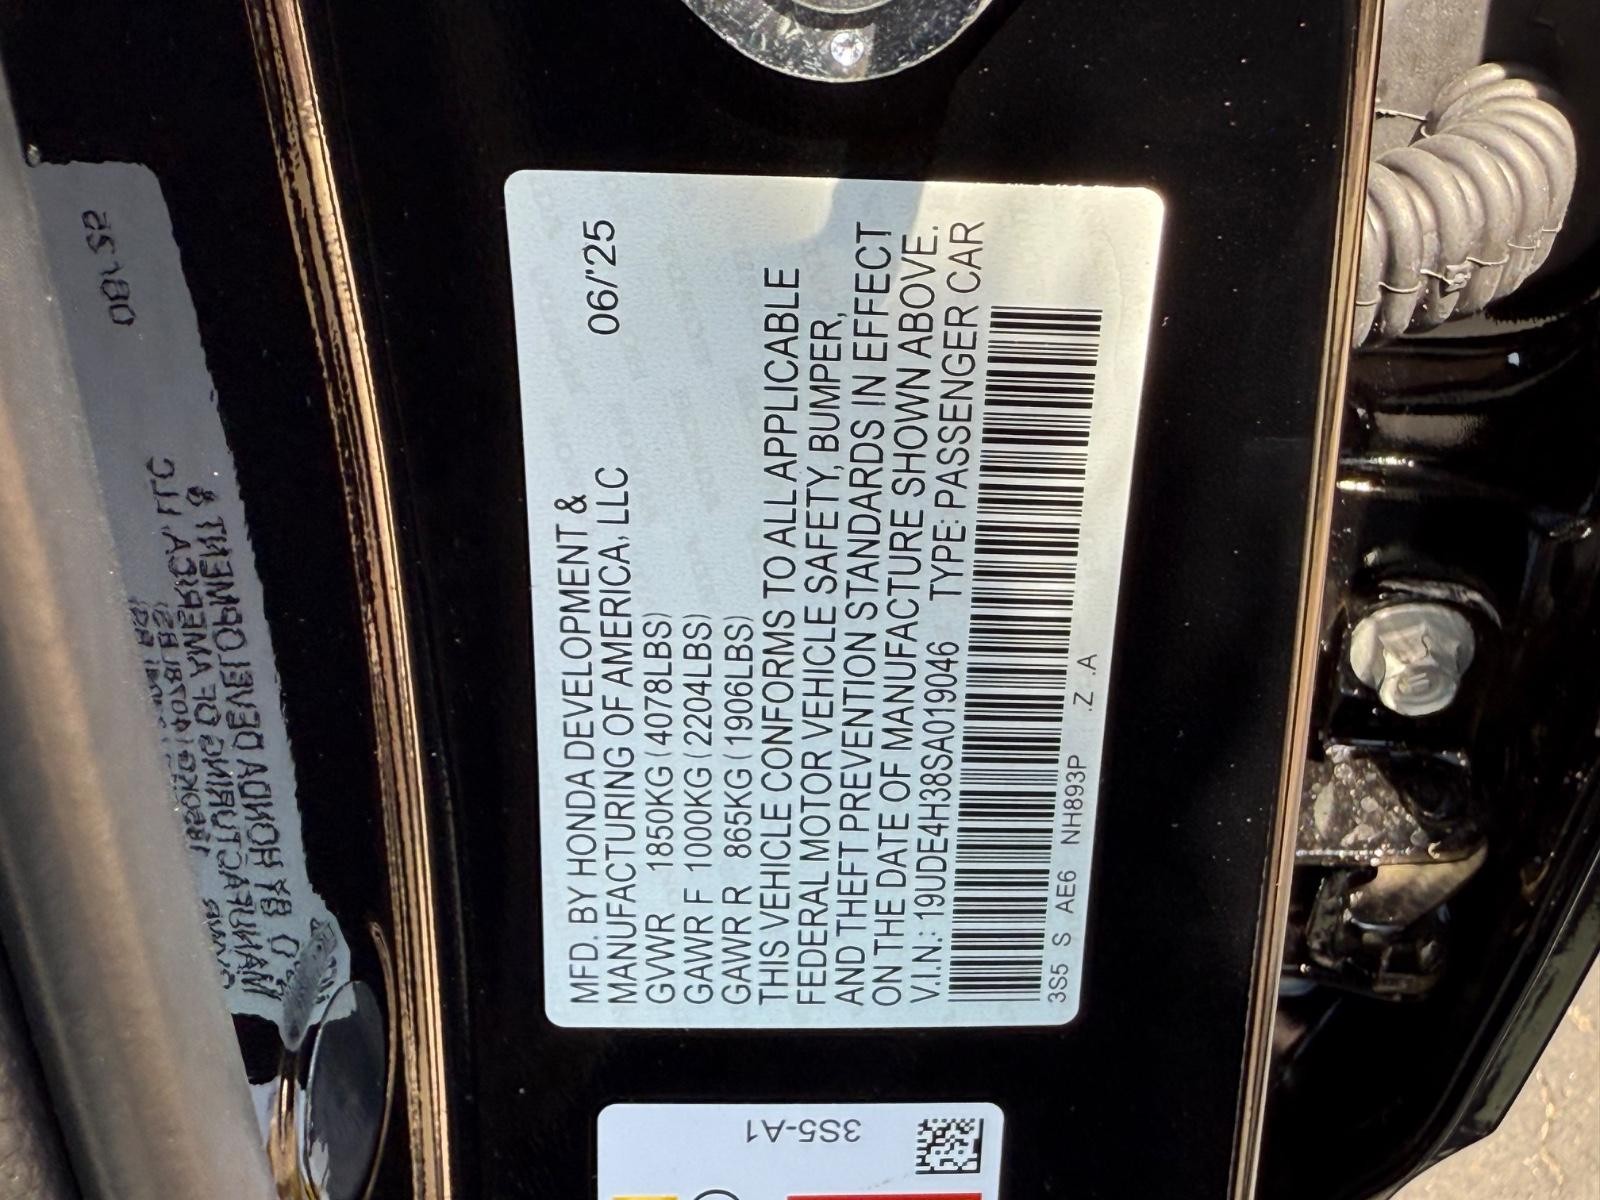 MFD. BY HONDA DEVELOPMENT &
MANUFACTURING OF AMERICA, LLC 06/'25
GVWR 1850KG (4078LBS)
GAWR F 1000KG (2204LBS)
GAWR R 865KG (1906LBS)
THIS VEHICLE CONFORMS TO ALL APPLICABLE
FEDERAL MOTOR VEHICLE SAFETY, BUMPER,
AND THEFT PREVENTION STANDARDS IN EFFECT
ON THE DATE OF MANUFACTURE SHOWN ABOVE.
V.I.N.: 19UDE4H38SA019046 TYPE: PASSENGER CAR
3S5 S AE6 NH893P .Z .A
3S5-A1